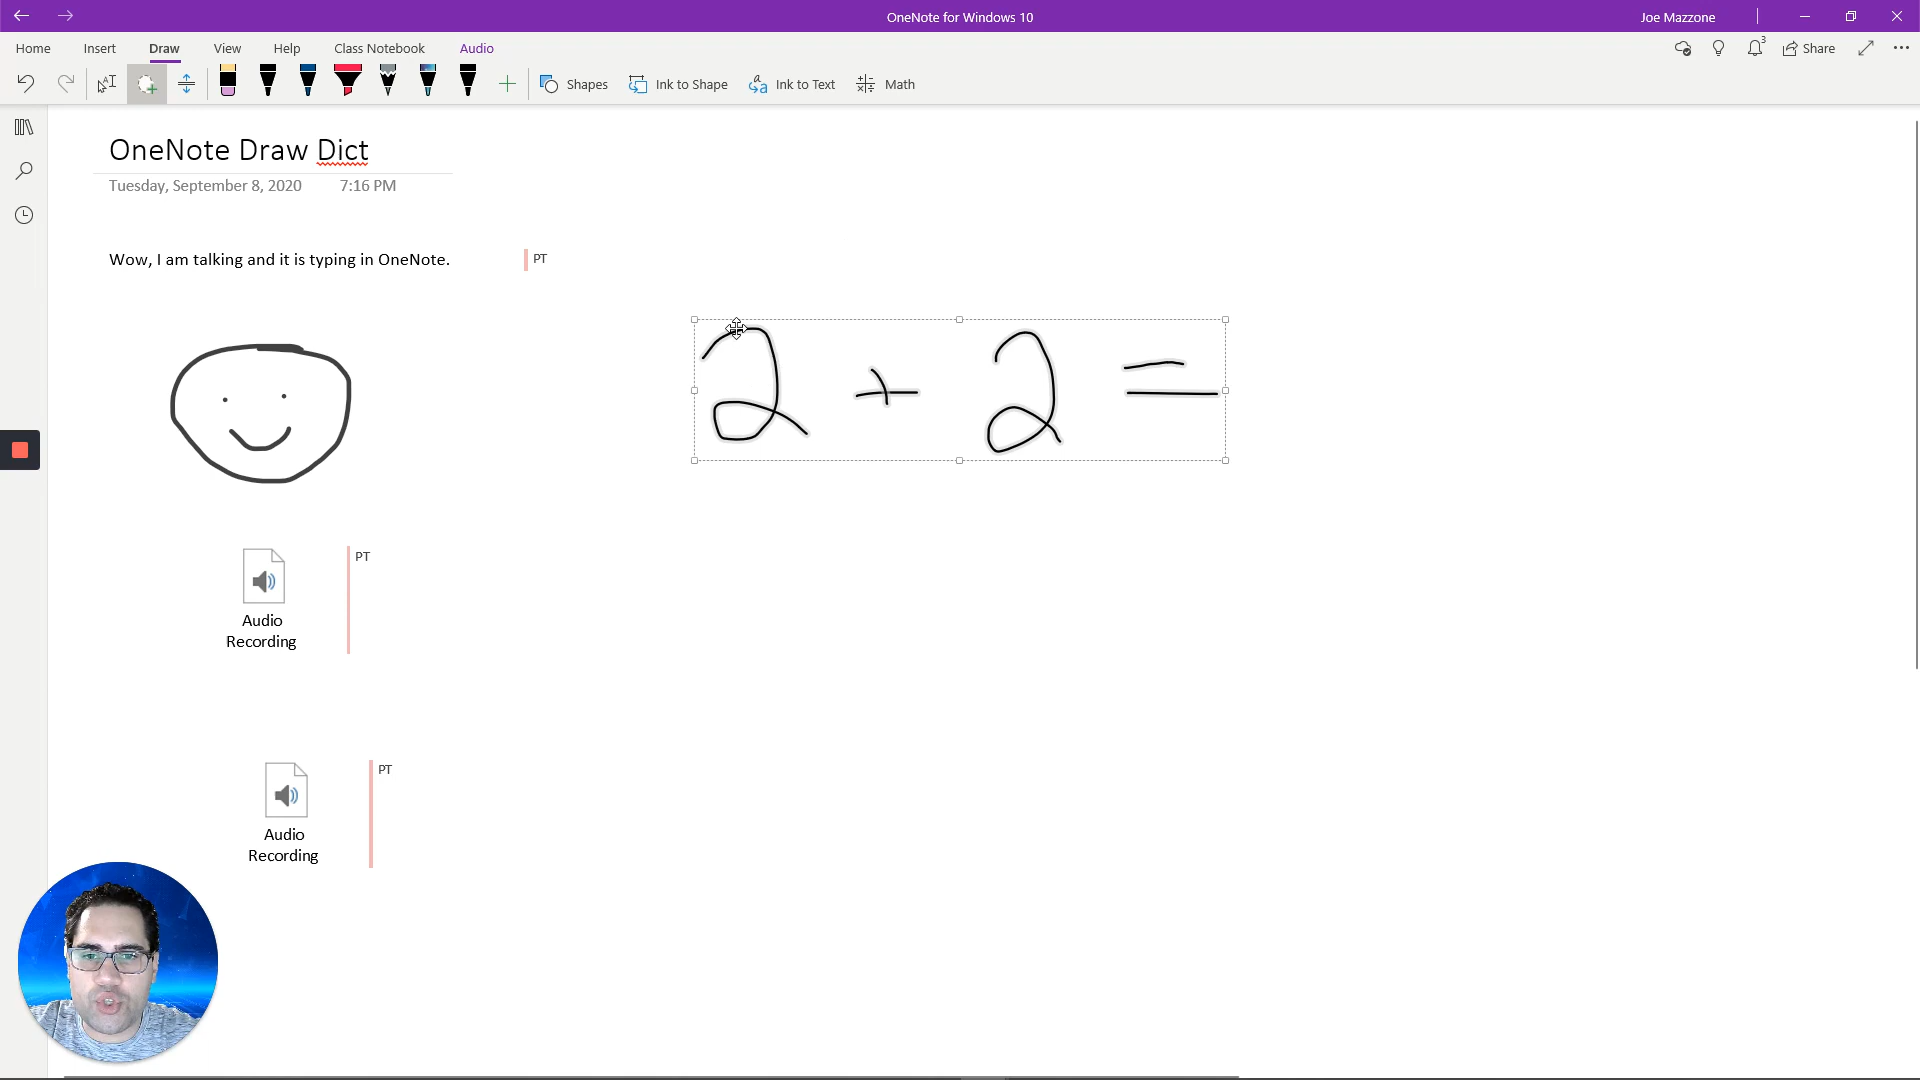 OneNote for Windows 10
Joe Mazzone
Home Insert Draw View Help Class Notebook Audio
3
Share
Shapes Ink to Shape Ink to Text Math
OneNote Draw Dict
Tuesday, September 8, 2020 7:16 PM
Wow, I am talking and it is typing in OneNote.
PT
2 + 2 =
PT
Audio
Recording
PT
Audio
Recording